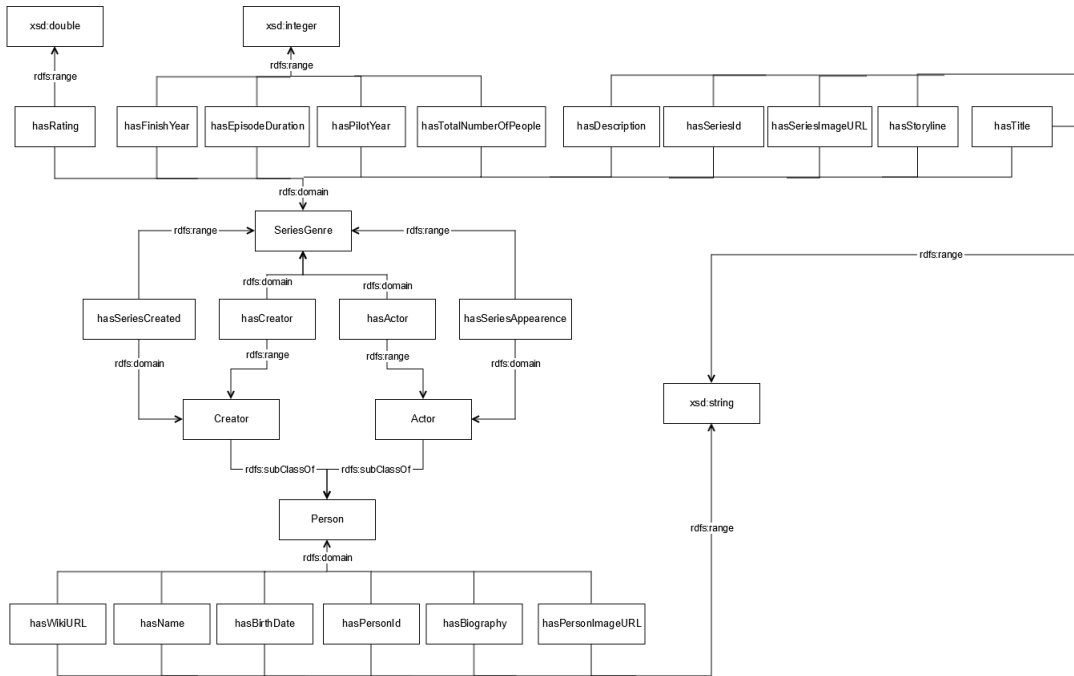 xsd:double
xsd:integer
rdfs:range
rdfs:range
hasRating
hasFinishYear
hasEpisodeDuration
hasPilotYear
hasTotalNumberOfPeople
hasDescription
hasSeriesId
hasSeriesImageURL
hasStoryline
hasTitle
rdfs:domain
SeriesGenre
rdfs:range
rdfs:range
rdfs:range
rdfs:domain
rdfs:domain
hasSeriesCreated
hasCreator
hasActor
hasSeriesAppearence
rdfs:domain
rdfs:range
rdfs:range
rdfs:domain
xsd:string
Creator
Actor
rdfs:subClassOf
rdfs:subClassOf
Person
rdfs:range
rdfs:domain
hasWikiURL
hasName
hasBirthDate
hasPersonId
hasBiography
hasPersonImageURL